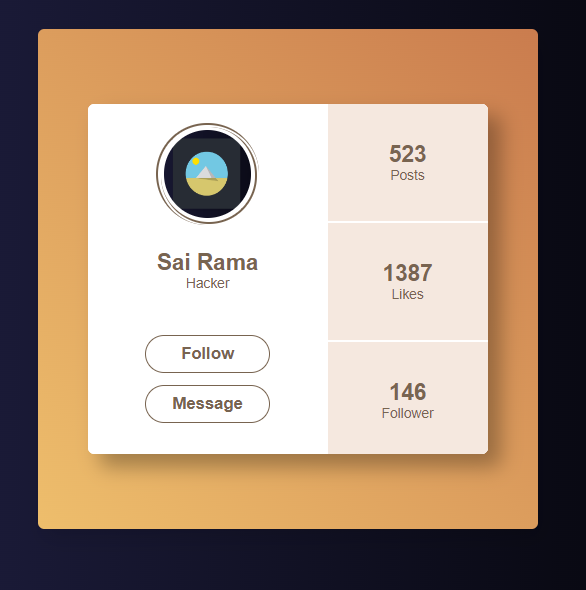 Sai Rama
Hacker
Follow
Message
523
Posts
1387
Likes
146
Follower